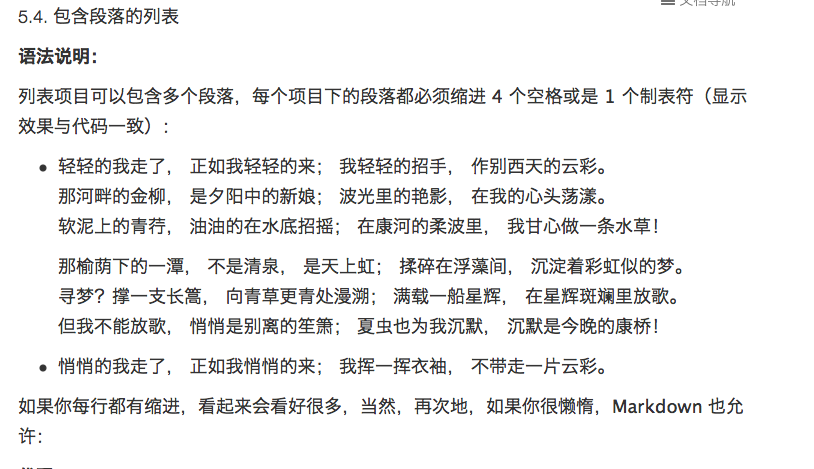 文档导航
5.4. 包含段落的列表
语法说明：
列表项目可以包含多个段落，每个项目下的段落都必须缩进 4 个空格或是 1 个制表符（显示
效果与代码一致）：
轻轻的我走了， 正如我轻轻的来； 我轻轻的招手， 作别西天的云彩。
那河畔的金柳， 是夕阳中的新娘； 波光里的艳影， 在我的心头荡漾。
软泥上的青荇， 油油的在水底招摇； 在康河的柔波里， 我甘心做一条水草！
那榆荫下的一潭， 不是清泉， 是天上虹； 揉碎在浮藻间， 沉淀着彩虹似的梦。
寻梦？撑一支长篙， 向青草更青处漫溯； 满载一船星辉， 在星辉斑斓里放歌。
但我不能放歌， 悄悄是别离的笙箫； 夏虫也为我沉默， 沉默是今晚的康桥！
悄悄的我走了， 正如我悄悄的来； 我挥一挥衣袖， 不带走一片云彩。
如果你每行都有缩进，看起来会看好很多，当然，再次地，如果你很懒惰，Markdown 也允
许：